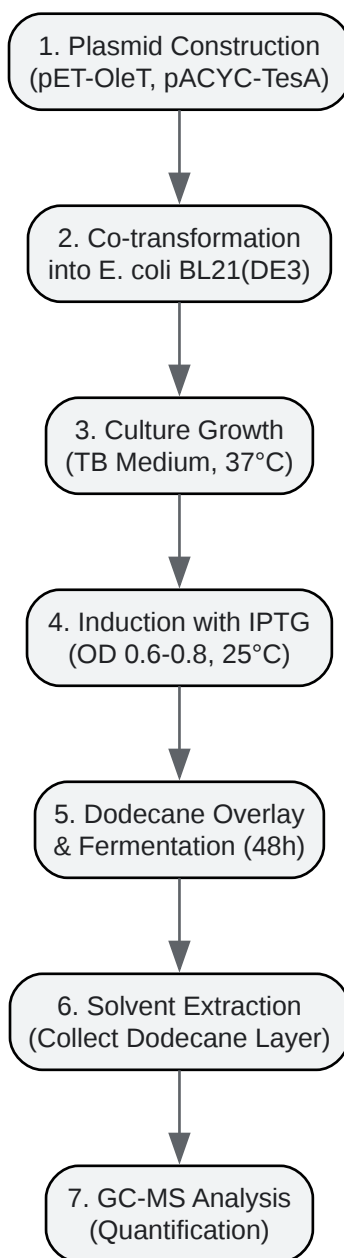 1. Plasmid Construction
(pET-OleT, pACYC-TesA)
2. Co-transformation
into E. coli BL21(DE3)
3. Culture Growth
(TB Medium, 37°C)
4. Induction with IPTG
(OD 0.6-0.8, 25°C)
5. Dodecane Overlay
& Fermentation (48h)
6. Solvent Extraction
(Collect Dodecane Layer)
7. GC-MS Analysis
(Quantification)